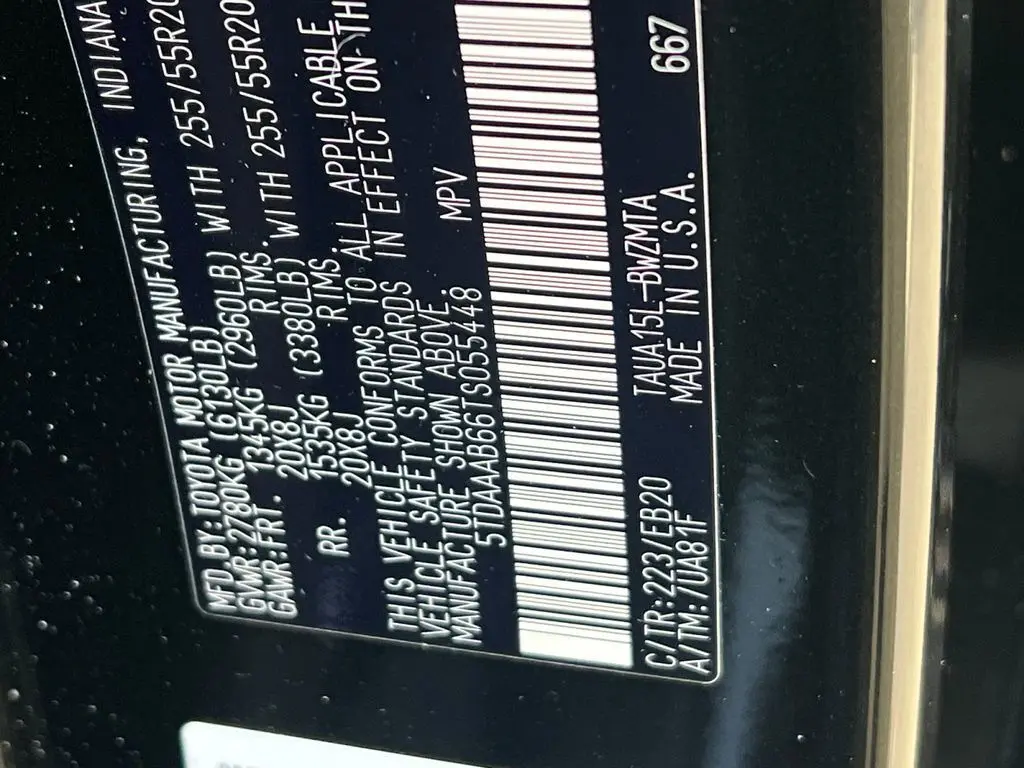 MFD BY:TOYOTA MOTOR MANUFACTURING, INDIANA
GVWR:2780KG (6130LB)
GAWR:FRT. 1345KG (2960LB) WITH 255/55R20
20X8J RIMS.
RR. 1535KG (3380LB) WITH 255/55R20
20X8J RIMS.
THIS VEHICLE CONFORMS TO ALL APPLICABLE
VEHICLE SAFETY STANDARDS IN EFFECT ON TH
MANUFACTURE SHOWN ABOVE.
5TDAAAB66TS055448 MPV
C/TR:223/EB20 TAUA15L-BWZMTA 667
A/TM:/UA81F MADE IN U.S.A.